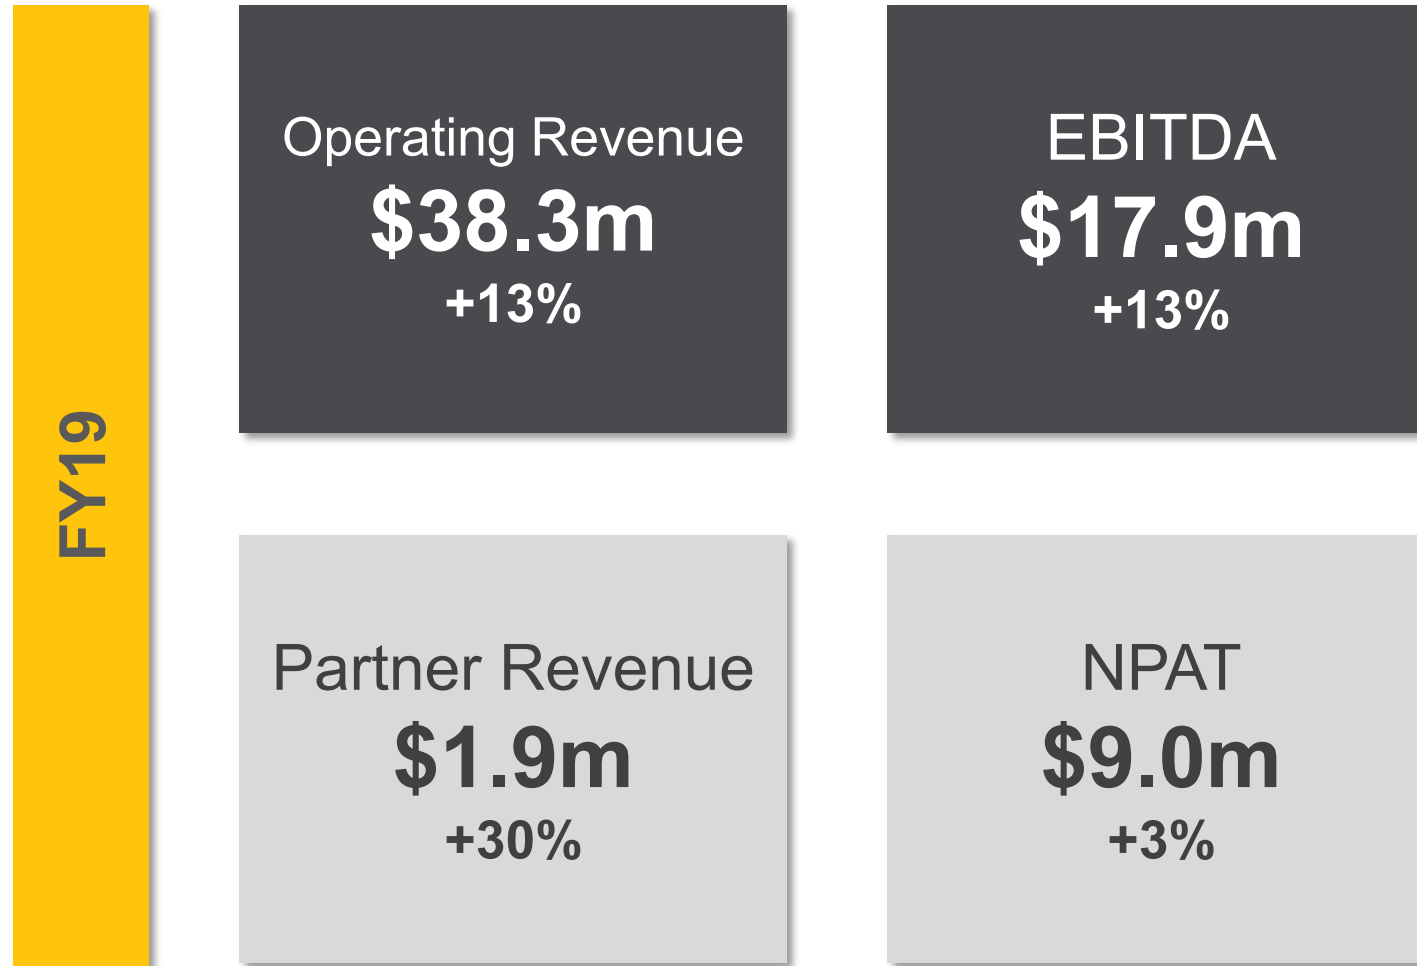 FY19
Operating Revenue
$38.3m
+13%
EBITDA
$17.9m
+13%
Partner Revenue
$1.9m
+30%
NPAT
$9.0m
+3%